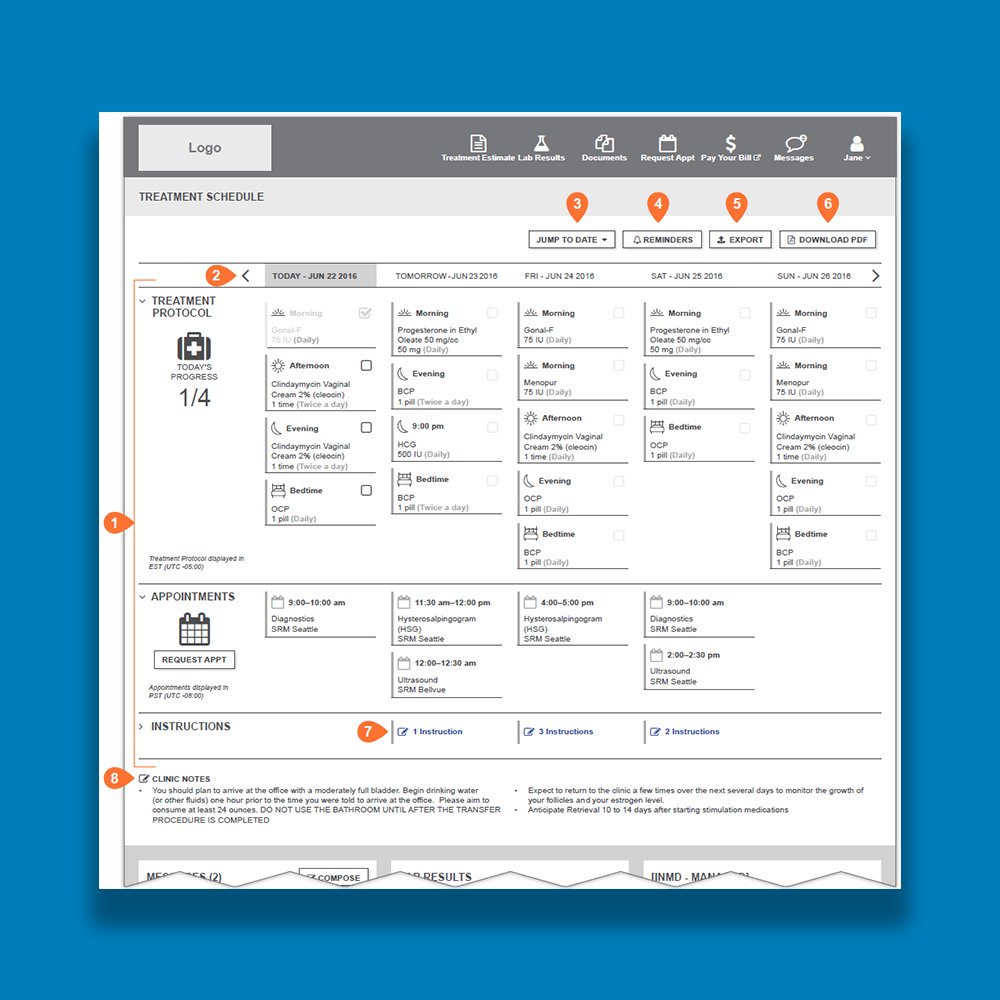 Logo
Treatment Estimate Lab Results Documents Request Appt Pay Your Bill Messages Jane
TREATMENT SCHEDULE
3 4 5 6
JUMP TO DATE REMINDERS EXPORT DOWNLOAD PDF
2 TODAY - JUN 22 2016 TOMORROW - JUN 23 2016 FRI - JUN 24 2016 SAT - JUN 25 2016 SUN - JUN 26 2016
1
TREATMENT
PROTOCOL
TODAY'S
PROGRESS
1/4
Treatment Protocol displayed in
EST (UTC -05:00)
Morning
Gonal-F
75 IU (Daily)
Afternoon
Clindaymycin Vaginal
Cream 2% (cleocin)
1 time (Twice a day)
Evening
Clindaymycin Vaginal
Cream 2% (cleocin)
1 time (Twice a day)
Bedtime
OCP
1 pill (Daily)
Morning
Progesterone in Ethyl
Oleate 50 mg/cc
50 mg (Daily)
Evening
BCP
1 pill (Twice a day)
9:00 pm
HCG
500 IU (Daily)
Bedtime
BCP
1 pill (Twice a day)
Morning
Gonal-F
75 IU (Daily)
Morning
Menopur
75 IU (Daily)
Afternoon
Clindaymycin Vaginal
Cream 2% (cleocin)
1 time (Daily)
Evening
OCP
1 pill (Daily)
Bedtime
BCP
1 pill (Daily)
Morning
Progesterone in Ethyl
Oleate 50 mg/cc
50 mg (Daily)
Evening
BCP
1 pill (Daily)
Bedtime
OCP
1 pill (Daily)
Morning
Gonal-F
75 IU (Daily)
Morning
Menopur
75 IU (Daily)
Afternoon
Clindaymycin Vaginal
Cream 2% (cleocin)
1 time (Daily)
Evening
OCP
1 pill (Daily)
Bedtime
BCP
1 pill (Daily)
APPOINTMENTS
REQUEST APPT
Appointments displayed in
PST (UTC -08:00)
9:00–10:00 am
Diagnostics
SRM Seattle
11:30 am–12:00 pm
Hysterosalpingogram
(HSG)
SRM Seattle
12:00–12:30 am
Ultrasound
SRM Bellvue
4:00–5:00 pm
Hysterosalpingogram
(HSG)
SRM Seattle
9:00–10:00 am
Diagnostics
SRM Seattle
2:00–2:30 pm
Ultrasound
SRM Seattle
INSTRUCTIONS 7 1 Instruction 3 Instructions 2 Instructions
8 CLINIC NOTES
• You should plan to arrive at the office with a moderately full bladder. Begin drinking water
(or other fluids) one hour prior to the time you were told to arrive at the office. Please aim to
consume at least 24 ounces. DO NOT USE THE BATHROOM UNTIL AFTER THE TRANSFER
PROCEDURE IS COMPLETED
• Expect to return to the clinic a few times over the next several days to monitor the growth of
your follicles and your estrogen level.
• Anticipate Retrieval 10 to 14 days after starting stimulation medications
(2) COMPOSE RESULTS [INMD -